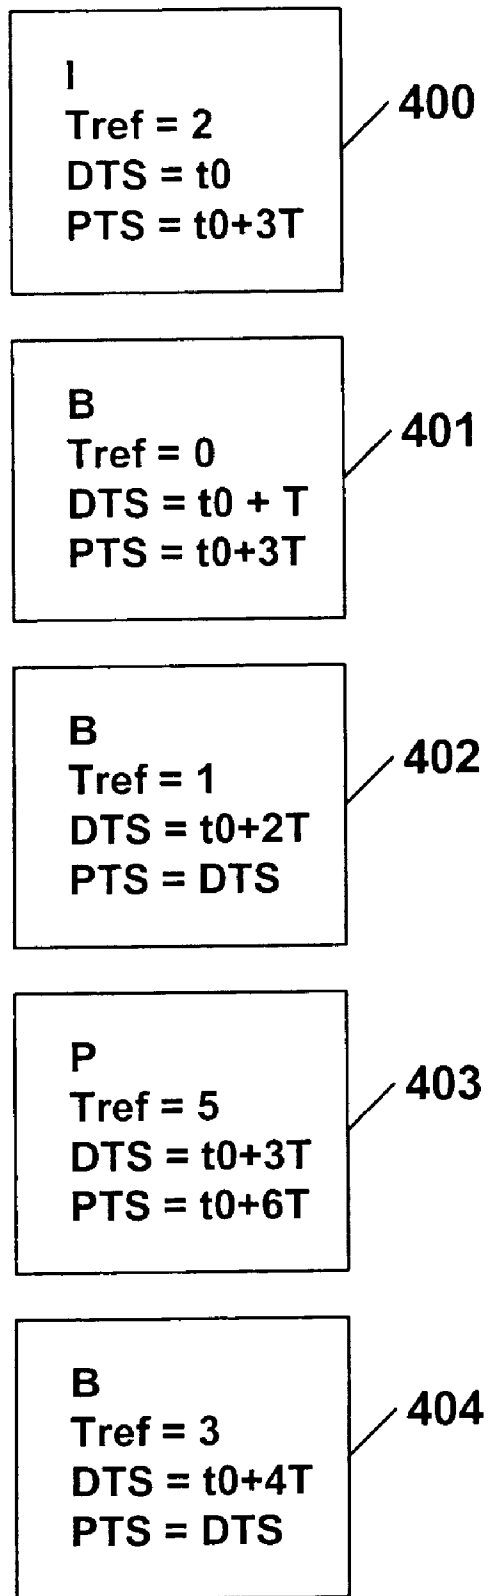 I
Tref = 2
DTS = t0
PTS = t0+3T
400
B
Tref = 0
DTS = t0 + T
PTS = t0+3T
401
B
Tref = 1
DTS = t0+2T
PTS = DTS
402
P
Tref = 5
DTS = t0+3T
PTS = t0+6T
403
B
Tref = 3
DTS = t0+4T
PTS = DTS
404